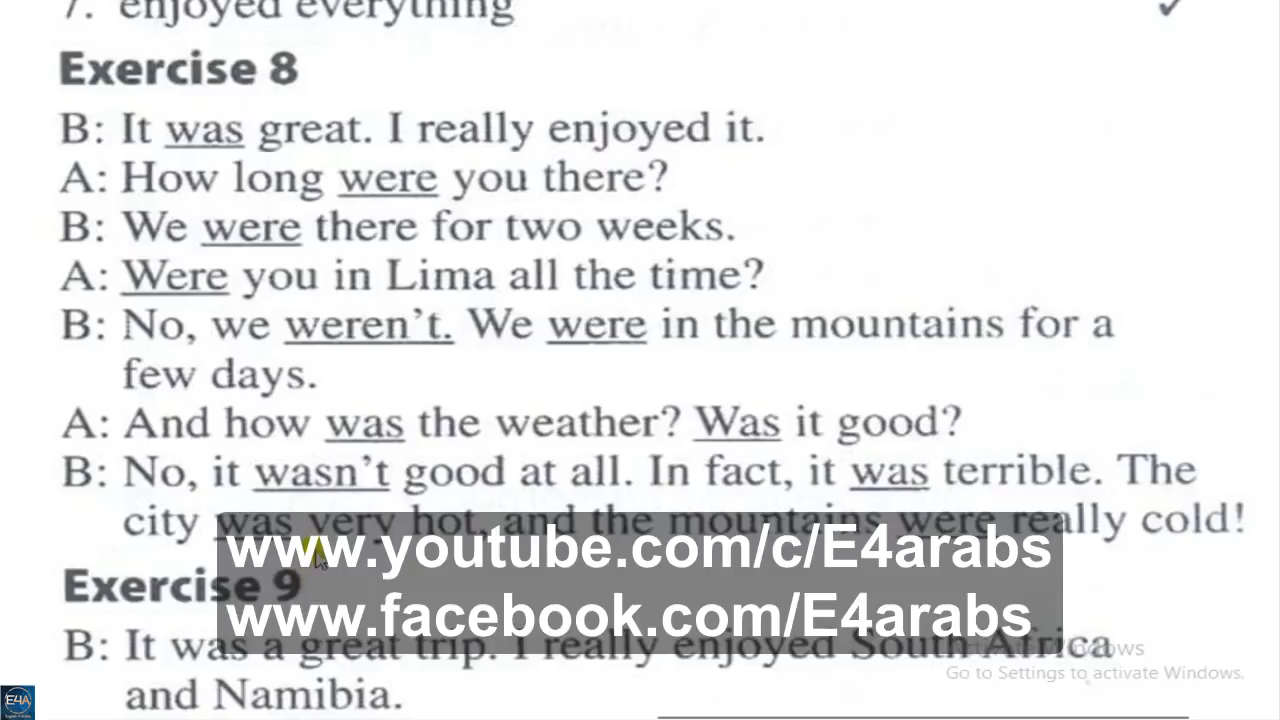 7. enjoyed everything ✓
Exercise 8
B: It was great. I really enjoyed it.
A: How long were you there?
B: We were there for two weeks.
A: Were you in Lima all the time?
B: No, we weren't. We were in the mountains for a
few days.
A: And how was the weather? Was it good?
B: No, it wasn't good at all. In fact, it was terrible. The
city was very hot, and the mountains were really cold!
www.youtube.com/c/E4arabs
Exercise 9
www.facebook.com/E4arabs
B: It was a great trip. I really enjoyed South Africa
Activate Windows
Go to Settings to activate Windows.
and Namibia.
E4A